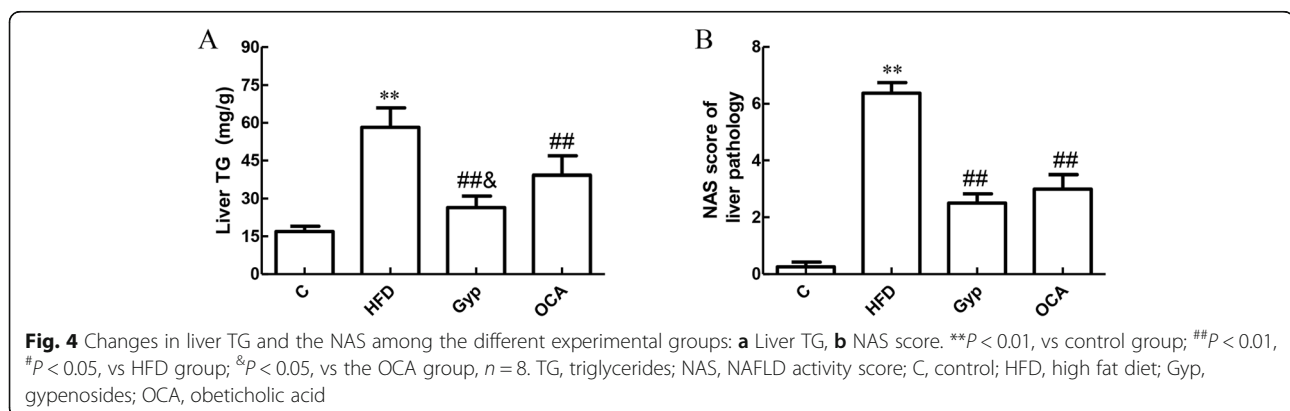 A
Liver TG (mg/g)
90
75
60
45
30
15
0
**
##&
##
C
HFD
Gyp
OCA
B
NAS score of
liver pathology
8
6
4
2
0
**
##
##
C
HFD
Gyp
OCA
Fig. 4 Changes in liver TG and the NAS among the different experimental groups: a Liver TG, b NAS score. **P < 0.01, vs control group; ##P < 0.01,
#P < 0.05, vs HFD group; &P < 0.05, vs the OCA group, n = 8. TG, triglycerides; NAS, NAFLD activity score; C, control; HFD, high fat diet; Gyp,
gypenosides; OCA, obeticholic acid